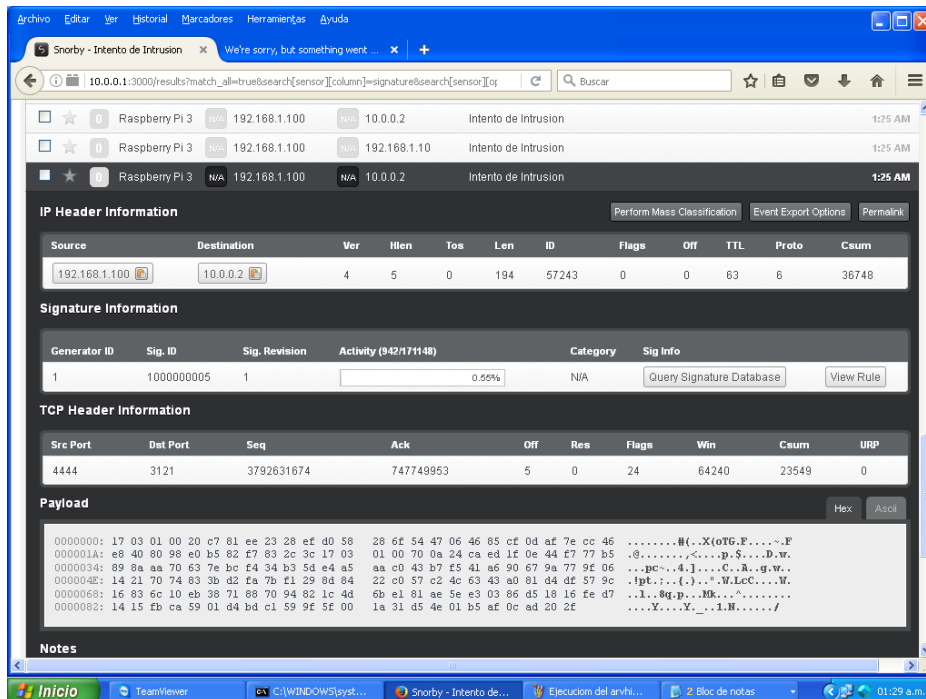 Archivo Editar Ver Historial Marcadores Herramientas Ayuda
Snorby - Intento de Intrusion
We're sorry, but something went ...
10.0.0.1:3000/results?match_all=true&search[sensor][column]=signature&search[sensor][op
Buscar
0 Raspberry Pi 3 N/A 192.168.1.100 N/A 10.0.0.2 Intento de Intrusion 1:25 AM
0 Raspberry Pi 3 N/A 192.168.1.100 N/A 192.168.1.10 Intento de Intrusion 1:25 AM
0 Raspberry Pi 3 N/A 192.168.1.100 N/A 10.0.0.2 Intento de Intrusion 1:25 AM
IP Header Information Perform Mass Classification Event Export Options Permalink
Source Destination Ver Hlen Tos Len ID Flags Off TTL Proto Csum
192.168.1.100 10.0.0.2 4 5 0 194 57243 0 0 63 6 36748
Signature Information
Generator ID Sig. ID Sig. Revision Activity (942/171148) Category Sig Info
1 1000000005 1 0.55% N/A Query Signature Database View Rule
TCP Header Information
Src Port Dst Port Seq Ack Off Res Flags Win Csum URP
4444 3121 3792631674 747749953 5 0 24 64240 23549 0
Payload Hex Ascii
0000000: 17 03 01 00 20 c7 81 ee 23 28 ef d0 58 28 6f 54 47 06 46 85 cf 0d af 7e cc 46 ........#(..X(oTG.F....~.F
000001A: e8 40 80 98 e0 b5 82 f7 83 2c 3c 17 03 01 00 70 0a 24 ca ed 1f 0e 44 f7 77 b5 .@.......,<....p.$....D.w.
0000034: 89 8a aa 70 63 7e bc f4 34 b3 5d e4 a5 aa c0 43 b7 f5 41 a6 90 67 9a 77 9f 06 ...pc~..4.]....C..A..g.w..
000004E: 14 21 70 74 83 3b d2 fa 7b f1 29 8d 84 22 c0 57 c2 4c 63 43 a0 81 d4 df 57 9c .!pt.;..{.)..".W.LcC....W.
0000068: 16 83 6c 10 eb 38 71 88 70 94 82 1c 4d 6b e1 81 ae 5e e3 03 86 d5 18 16 fe d7 ..l..8q.p...Mk...^........
0000082: 14 15 fb ca 59 01 d4 bd c1 59 9f 5f 00 1a 31 d5 4e 01 b5 af 0c ad 20 2f ....Y....Y._..1.N..... /
Notes
Inicio TeamViewer C:\WINDOWS\syst... Snorby - Intento de... Ejecuciom del arvhi... 2 Bloc de notas 01:29 a.m.